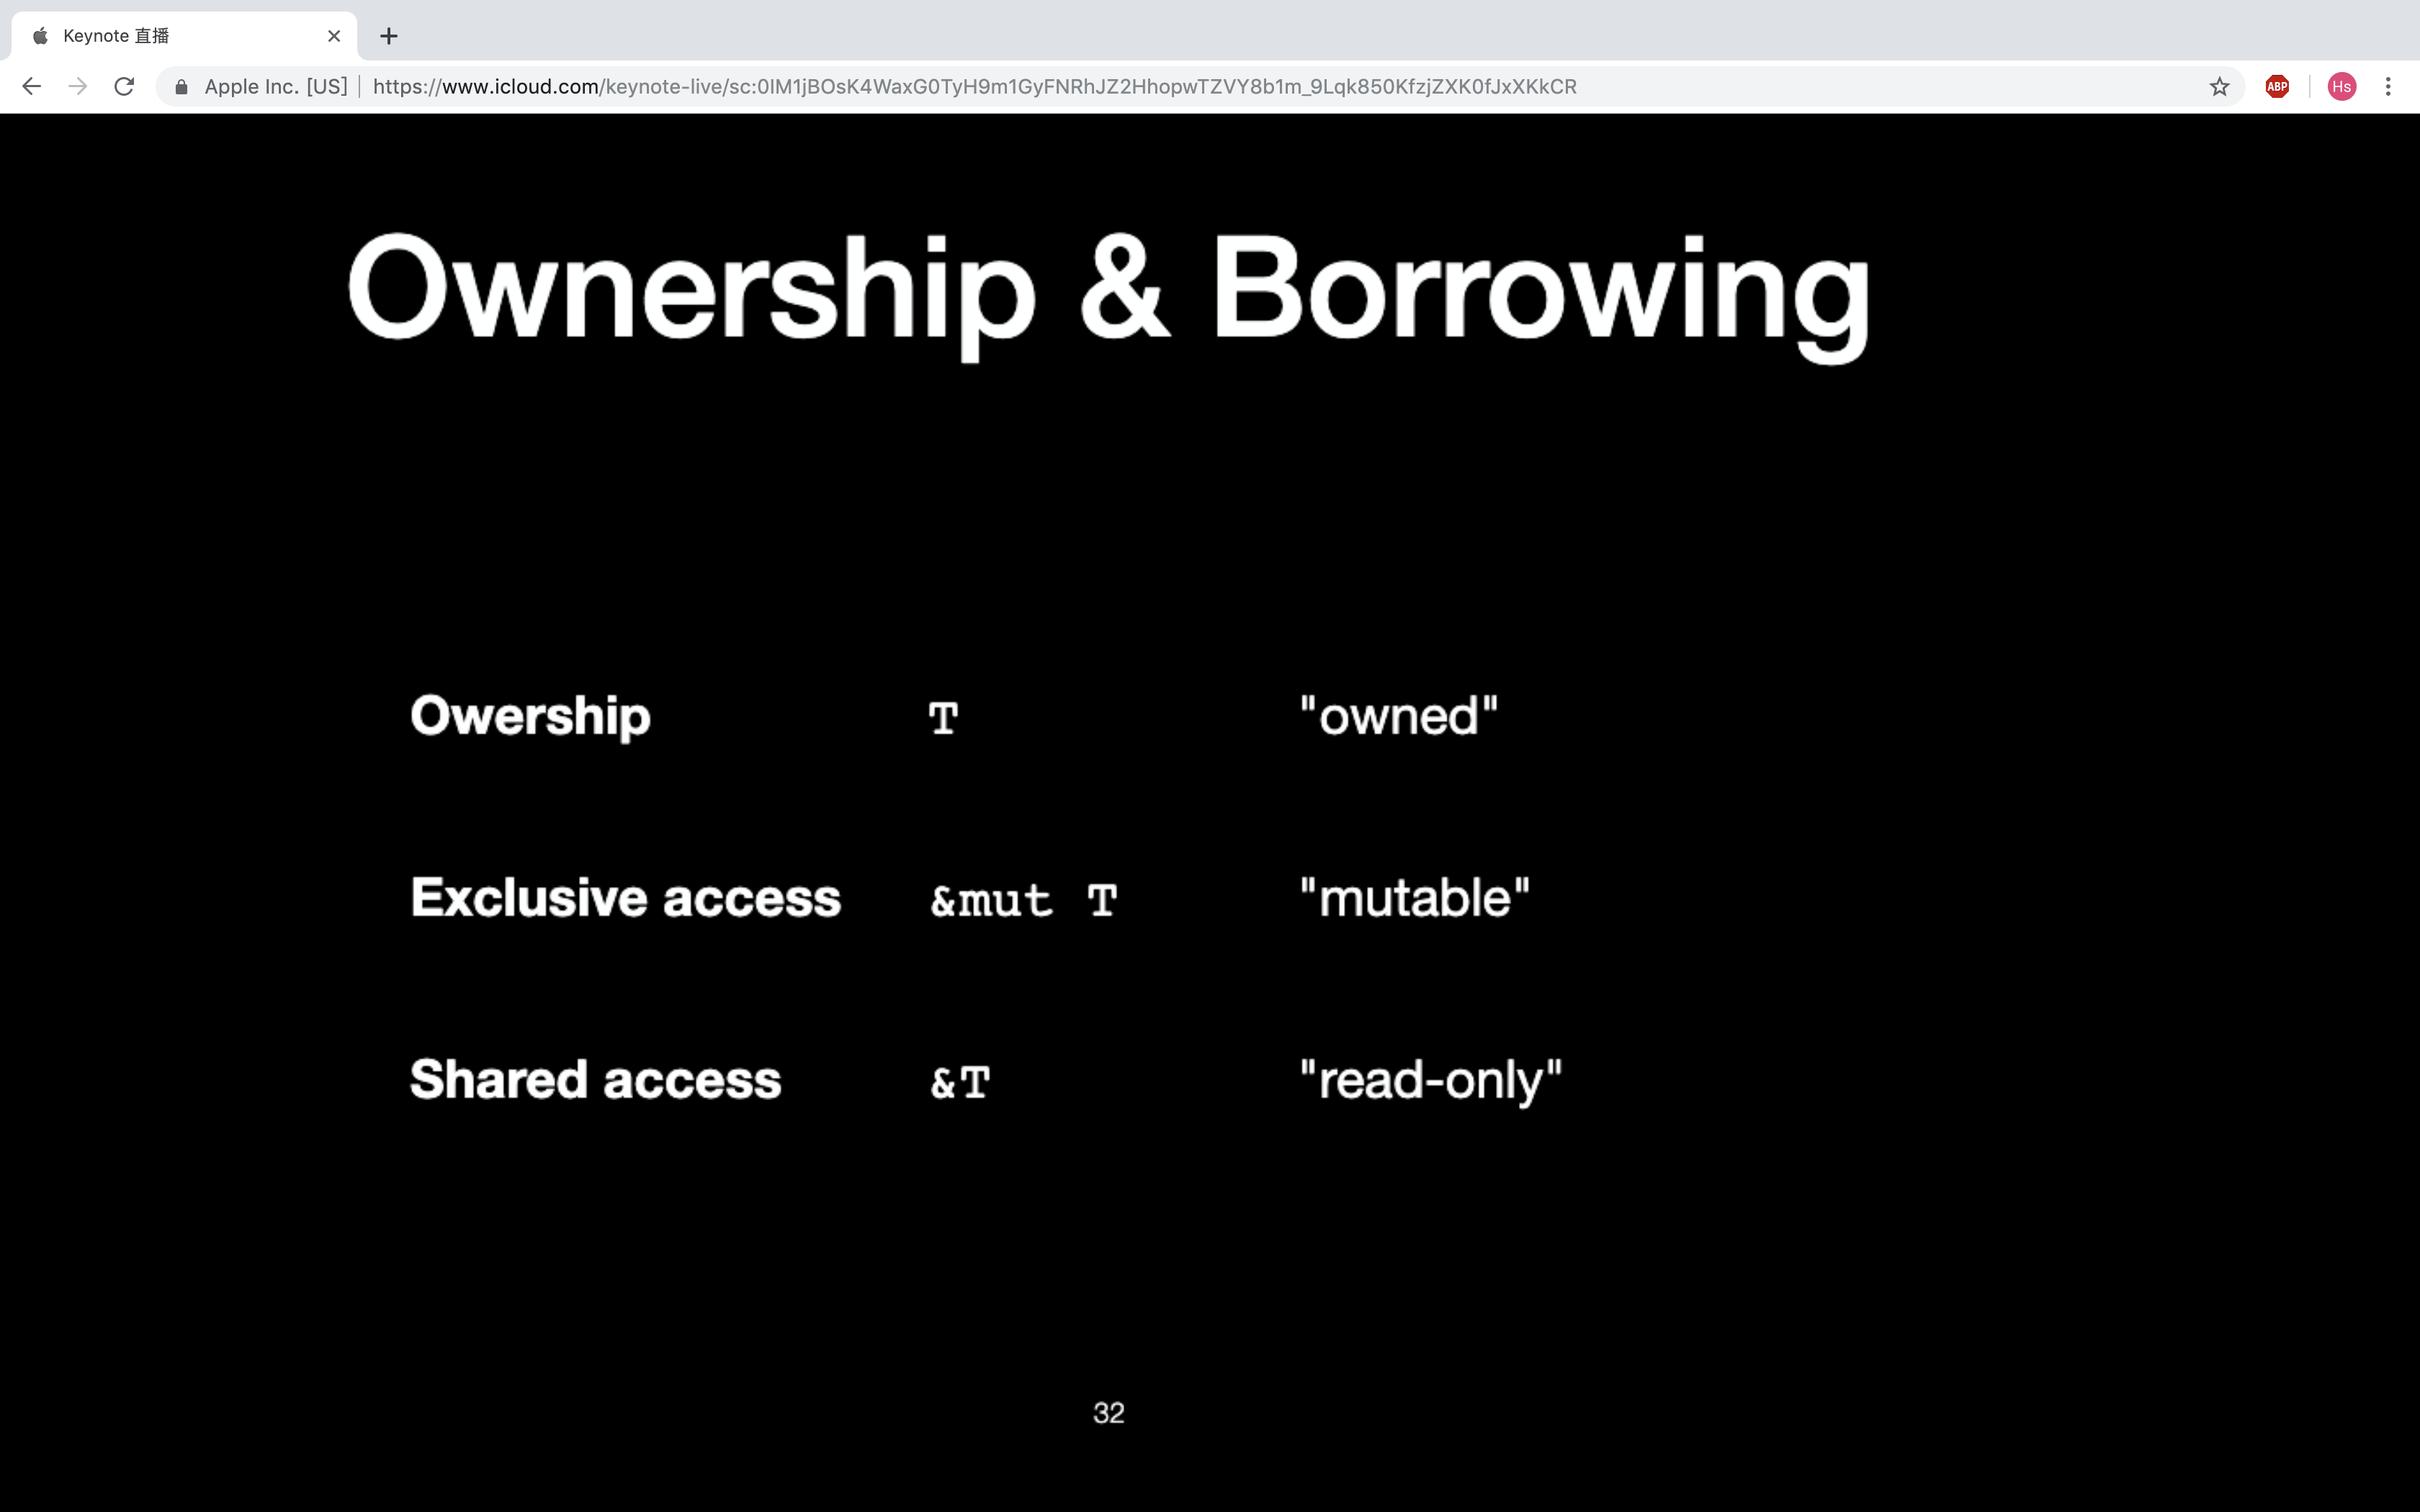 Keynote 直播
Apple Inc. [US] https://www.icloud.com/keynote-live/sc:0IM1jBOsK4WaxG0TyH9m1GyFNRhJZ2HhopwTZVY8b1m_9Lqk850KfzjZXK0fJxXKkCR
ABP
Hs
Ownership & Borrowing
Owership T "owned"
Exclusive access &mut T "mutable"
Shared access &T "read-only"
32